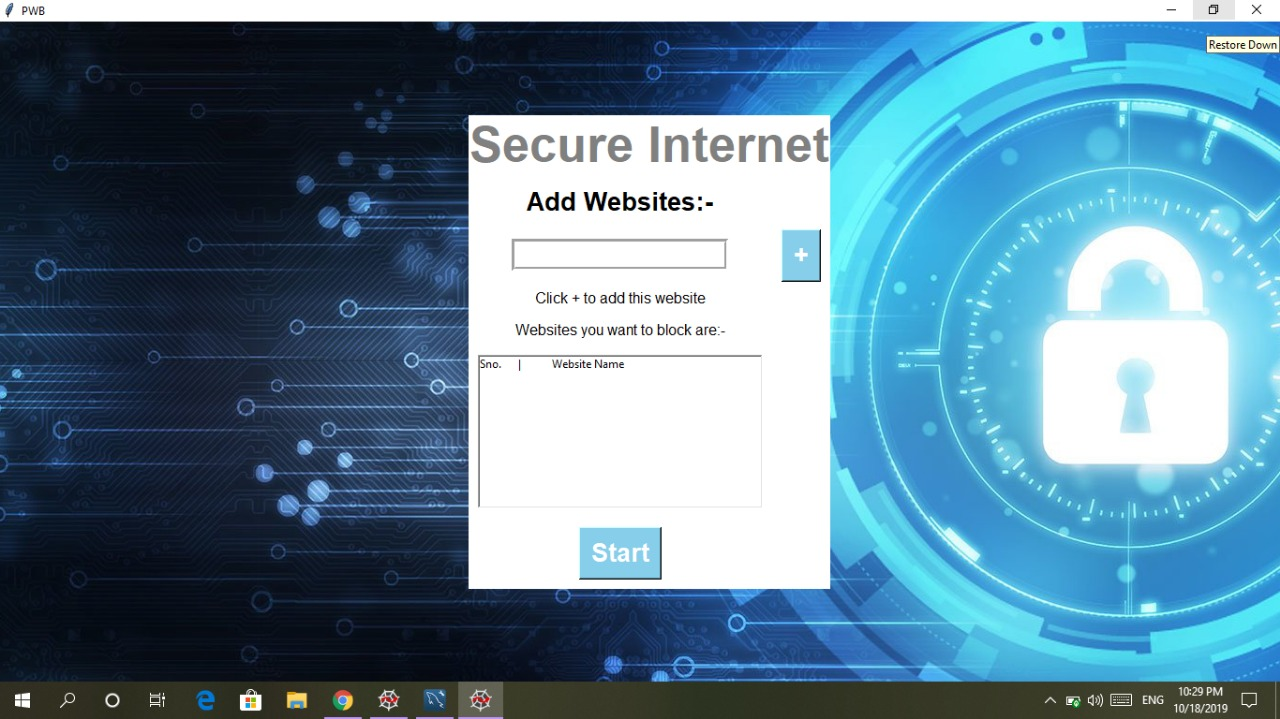 PWB
Restore Down
Secure Internet
Add Websites:-
+
Click + to add this website
Websites you want to block are:-
Sno. | Website Name
Start
ENG
10:29 PM
10/18/2019